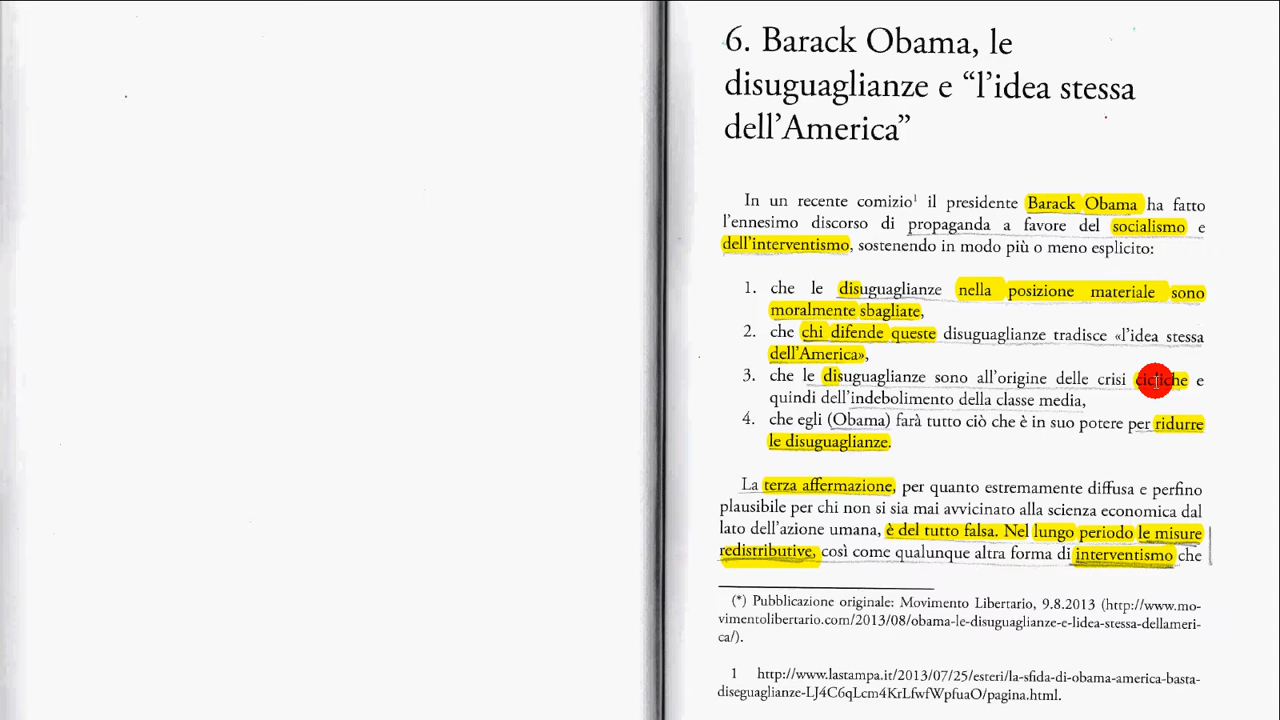 6. Barack Obama, le
disuguaglianze e “l’idea stessa
dell’America”
In un recente comizio¹ il presidente Barack Obama ha fatto
l’ennesimo discorso di propaganda a favore del socialismo e
dell’interventismo, sostenendo in modo più o meno esplicito:
1. che le disuguaglianze nella posizione materiale sono
moralmente sbagliate,
2. che chi difende queste disuguaglianze tradisce «l’idea stessa
dell’America»,
3. che le disuguaglianze sono all’origine delle crisi cicliche e
quindi dell’indebolimento della classe media,
4. che egli (Obama) farà tutto ciò che è in suo potere per ridurre
le disuguaglianze.
La terza affermazione, per quanto estremamente diffusa e perfino
plausibile per chi non si sia mai avvicinato alla scienza economica dal
lato dell’azione umana, è del tutto falsa. Nel lungo periodo le misure
redistributive, così come qualunque altra forma di interventismo che
(*) Pubblicazione originale: Movimento Libertario, 9.8.2013 (http://www.mo-
vimentolibertario.com/2013/08/obama-le-disuguaglianze-e-lidea-stessa-dellameri-
ca/).
1 http://www.lastampa.it/2013/07/25/esteri/la-sfida-di-obama-america-basta-
diseguaglianze-LJ4C6qLcm4KrLfwfWpfuaO/pagina.html.